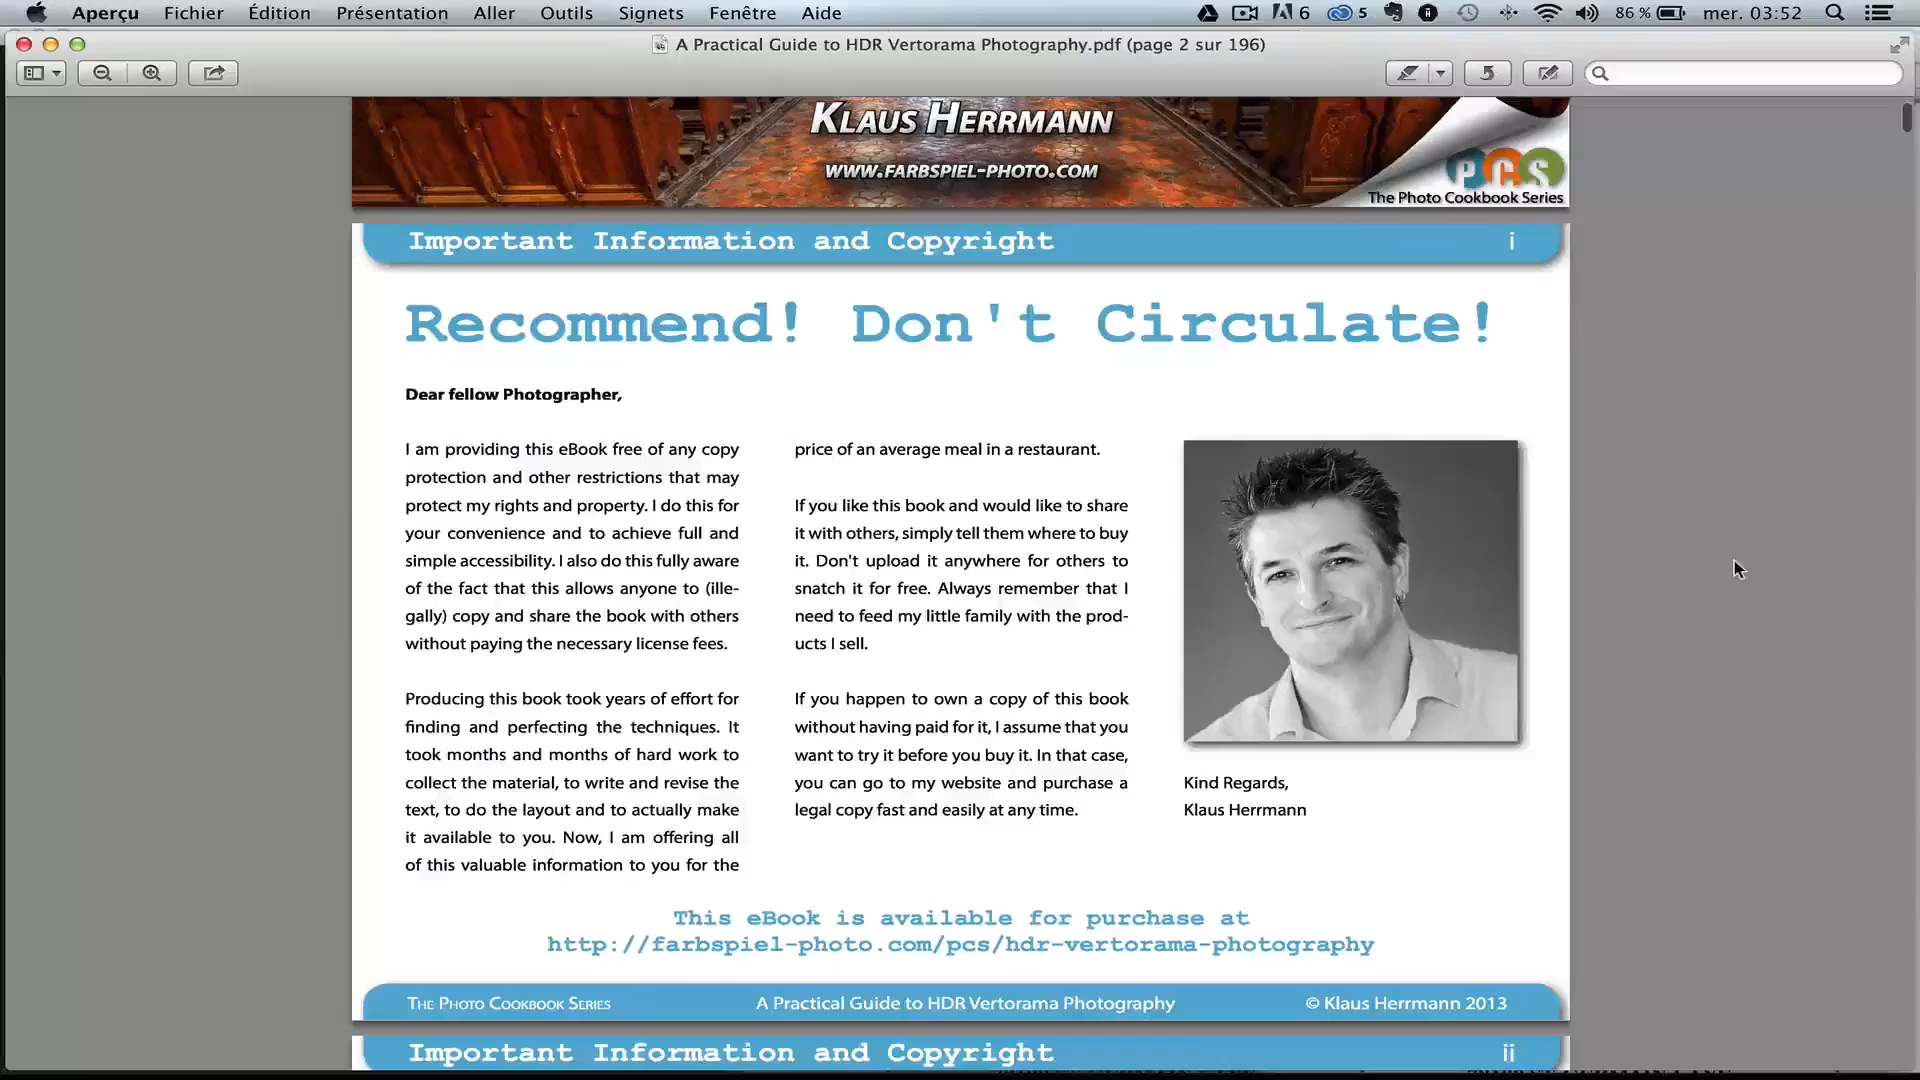 Aperçu Fichier Édition Présentation Aller Outils Signets Fenêtre Aide 6 5 86 % mer. 03:52
A Practical Guide to HDR Vertorama Photography.pdf (page 2 sur 196)
KLAUS HERRMANN
WWW.FARBSPIEL-PHOTO.COM
PCS
The Photo Cookbook Series
Important Information and Copyright i
Recommend! Don't Circulate!
Dear fellow Photographer,
I am providing this eBook free of any copy
protection and other restrictions that may
protect my rights and property. I do this for
your convenience and to achieve full and
simple accessibility. I also do this fully aware
of the fact that this allows anyone to (ille-
gally) copy and share the book with others
without paying the necessary license fees.
Producing this book took years of effort for
finding and perfecting the techniques. It
took months and months of hard work to
collect the material, to write and revise the
text, to do the layout and to actually make
it available to you. Now, I am offering all
of this valuable information to you for the
price of an average meal in a restaurant.
If you like this book and would like to share
it with others, simply tell them where to buy
it. Don't upload it anywhere for others to
snatch it for free. Always remember that I
need to feed my little family with the prod-
ucts I sell.
If you happen to own a copy of this book
without having paid for it, I assume that you
want to try it before you buy it. In that case,
you can go to my website and purchase a
legal copy fast and easily at any time.
Kind Regards,
Klaus Herrmann
This eBook is available for purchase at
http://farbspiel-photo.com/pcs/hdr-vertorama-photography
THE PHOTO COOKBOOK SERIES A Practical Guide to HDR Vertorama Photography © Klaus Herrmann 2013
Important Information and Copyright ii